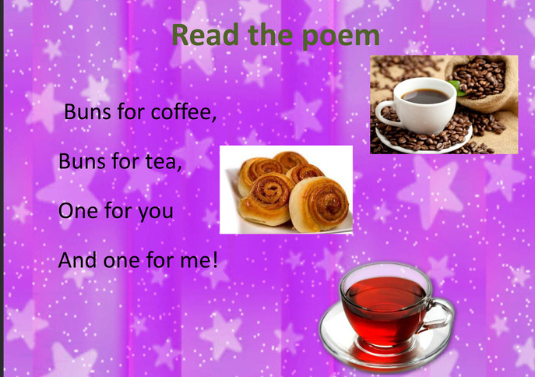 Read the poem
Buns for coffee,
Buns for tea,
One for you
And one for me!